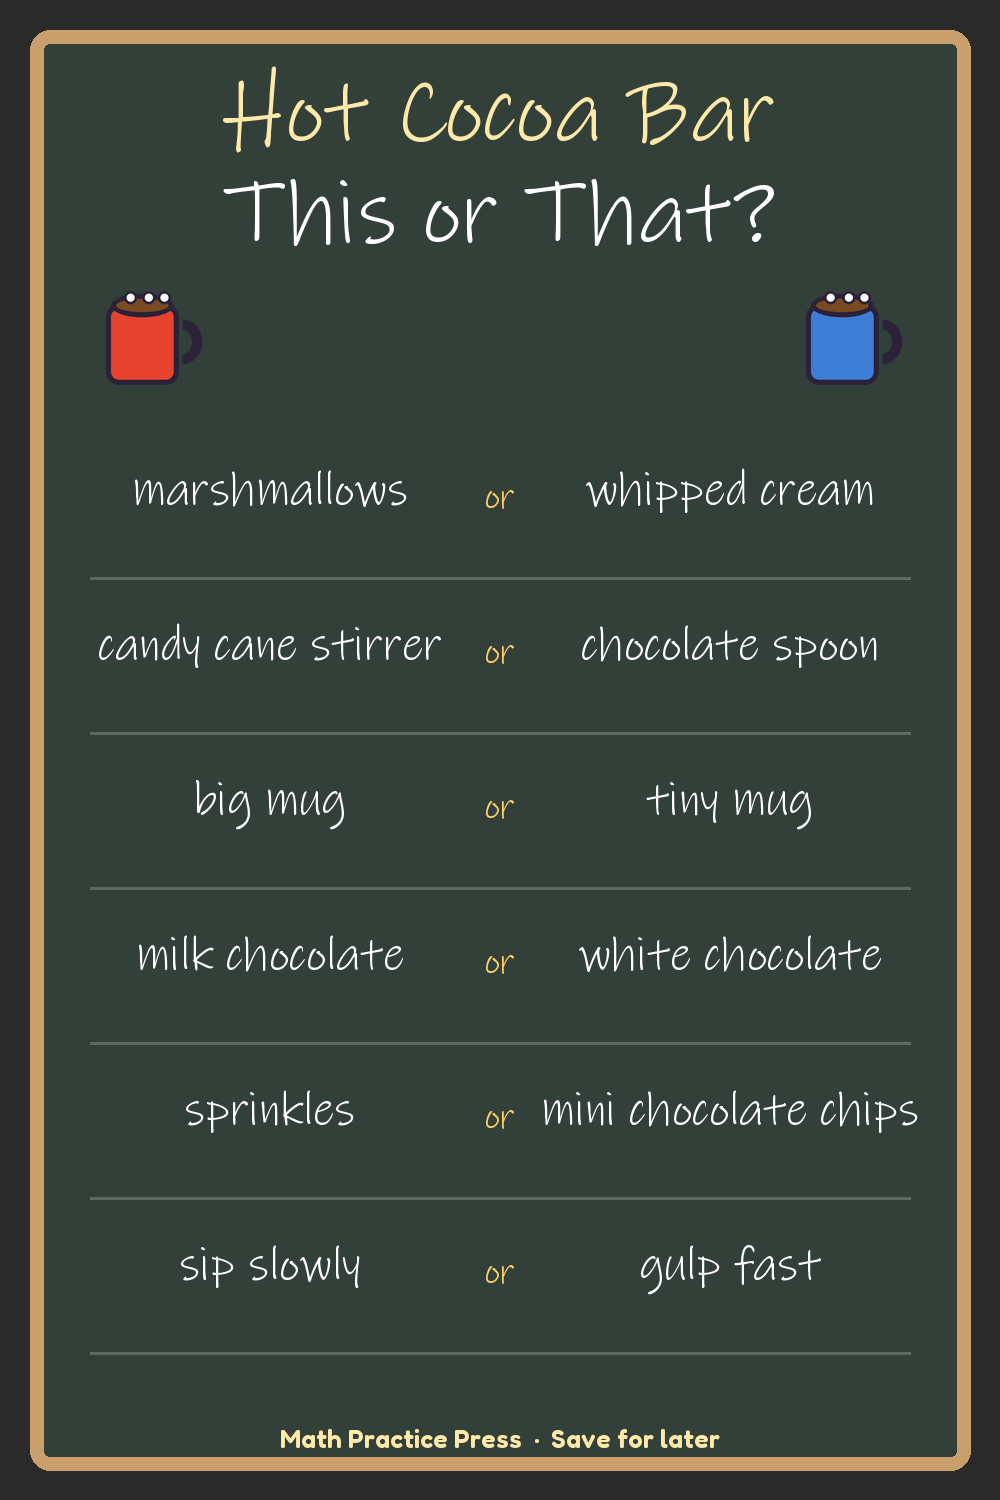 Hot Cocoa Bar
This or That?
marshmallows or whipped cream
candy cane stirrer or chocolate spoon
big mug or tiny mug
milk chocolate or white chocolate
sprinkles or mini chocolate chips
sip slowly or gulp fast
Math Practice Press · Save for later